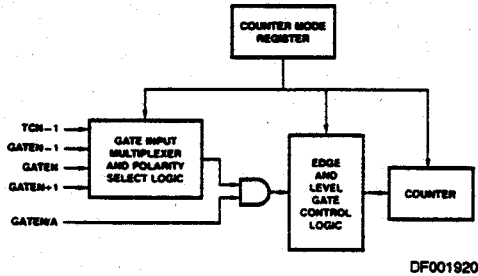 COUNTER MODE
REGISTER
TCN-1
GATEN-1
GATEN
GATEN+1
GATEN/A
GATE INPUT
MULTIPLEXER
AND POLARITY
SELECT LOGIC
EDGE
AND
LEVEL
GATE
CONTROL
LOGIC
COUNTER
DF001920